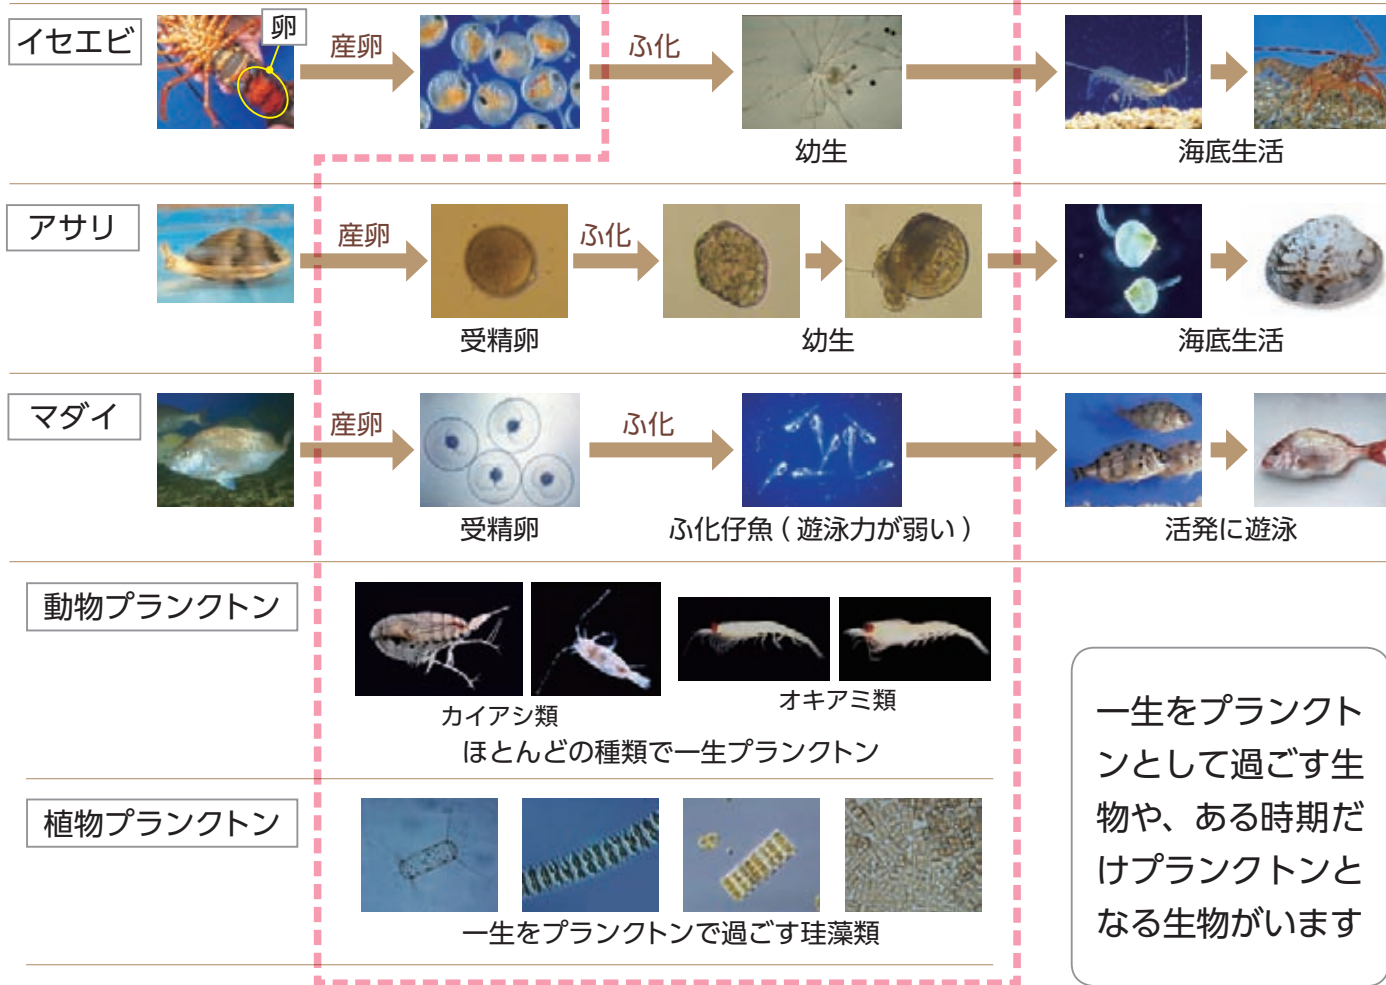 イセエビ
卵
産卵
ふ化
幼生
海底生活
アサリ
産卵
ふ化
受精卵
幼生
海底生活
マダイ
産卵
ふ化
受精卵
ふ化仔魚（遊泳力が弱い）
活発に遊泳
動物プランクトン
カイアシ類
オキアミ類
ほとんどの種類で一生プランクトン
植物プランクトン
一生をプランクトンで過ごす珪藻類
一生をプランクト
ンとして過ごす生
物や、ある時期だ
けプランクトンと
なる生物がいます